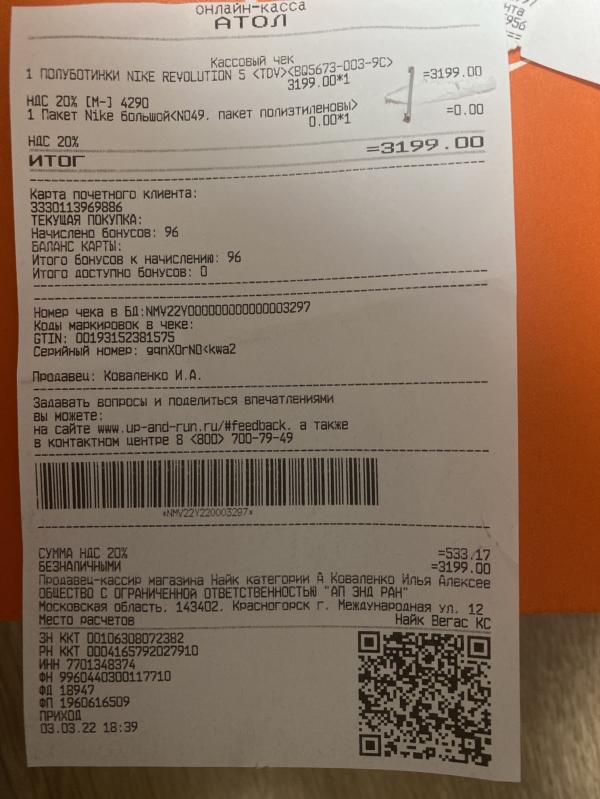 онлайн-касса
АТОЛ
Кассовый чек
1 ПОЛУБОТИНКИ NIKE REVOLUTION 5 <TDV><BQ5673-003-9C>
3199.00*1 =3199.00
НДС 20% [М-] 4290
1 Пакет Nike большой<N049. пакет полиэтиленовы>
0.00*1 =0.00
НДС 20%
ИТОГ =3199.00
Карта почетного клиента:
3330113969886
ТЕКУЩАЯ ПОКУПКА:
Начислено бонусов: 96
БАЛАНС КАРТЫ:
Итого бонусов к начислению: 96
Итого доступно бонусов: 0
Номер чека в БД:NMV22Y000000000000003297
Коды маркировок в чеке:
GTIN: 00193152381575
Серийный номер: gqnXOrNO<kwa2
Продавец: Коваленко И.А.
Задавать вопросы и поделиться впечатлениями
вы можете:
на сайте www.up-and-run.ru/#feedback. а также
в контактном центре 8 <800> 700-79-49
*NMV22Y220003297*
СУММА НДС 20% =533.17
БЕЗНАЛИЧНЫМИ =3199.00
Продавец-кассир магазина Найк категории А Коваленко Илья Алексее
ОБЩЕСТВО С ОГРАНИЧЕННОЙ ОТВЕТСТВЕННОСТЬЮ "АП ЭНД РАН"
Московская область, 143402, Красногорск г, Международная ул, 12
Место расчетов Найк Вегас КС
ЗН ККТ 00106308072382
РН ККТ 0004165792027910
ИНН 7701348374
ФН 9960440300117710
ФД 18947
ФП 1960616509
ПРИХОД
03.03.22 18:39